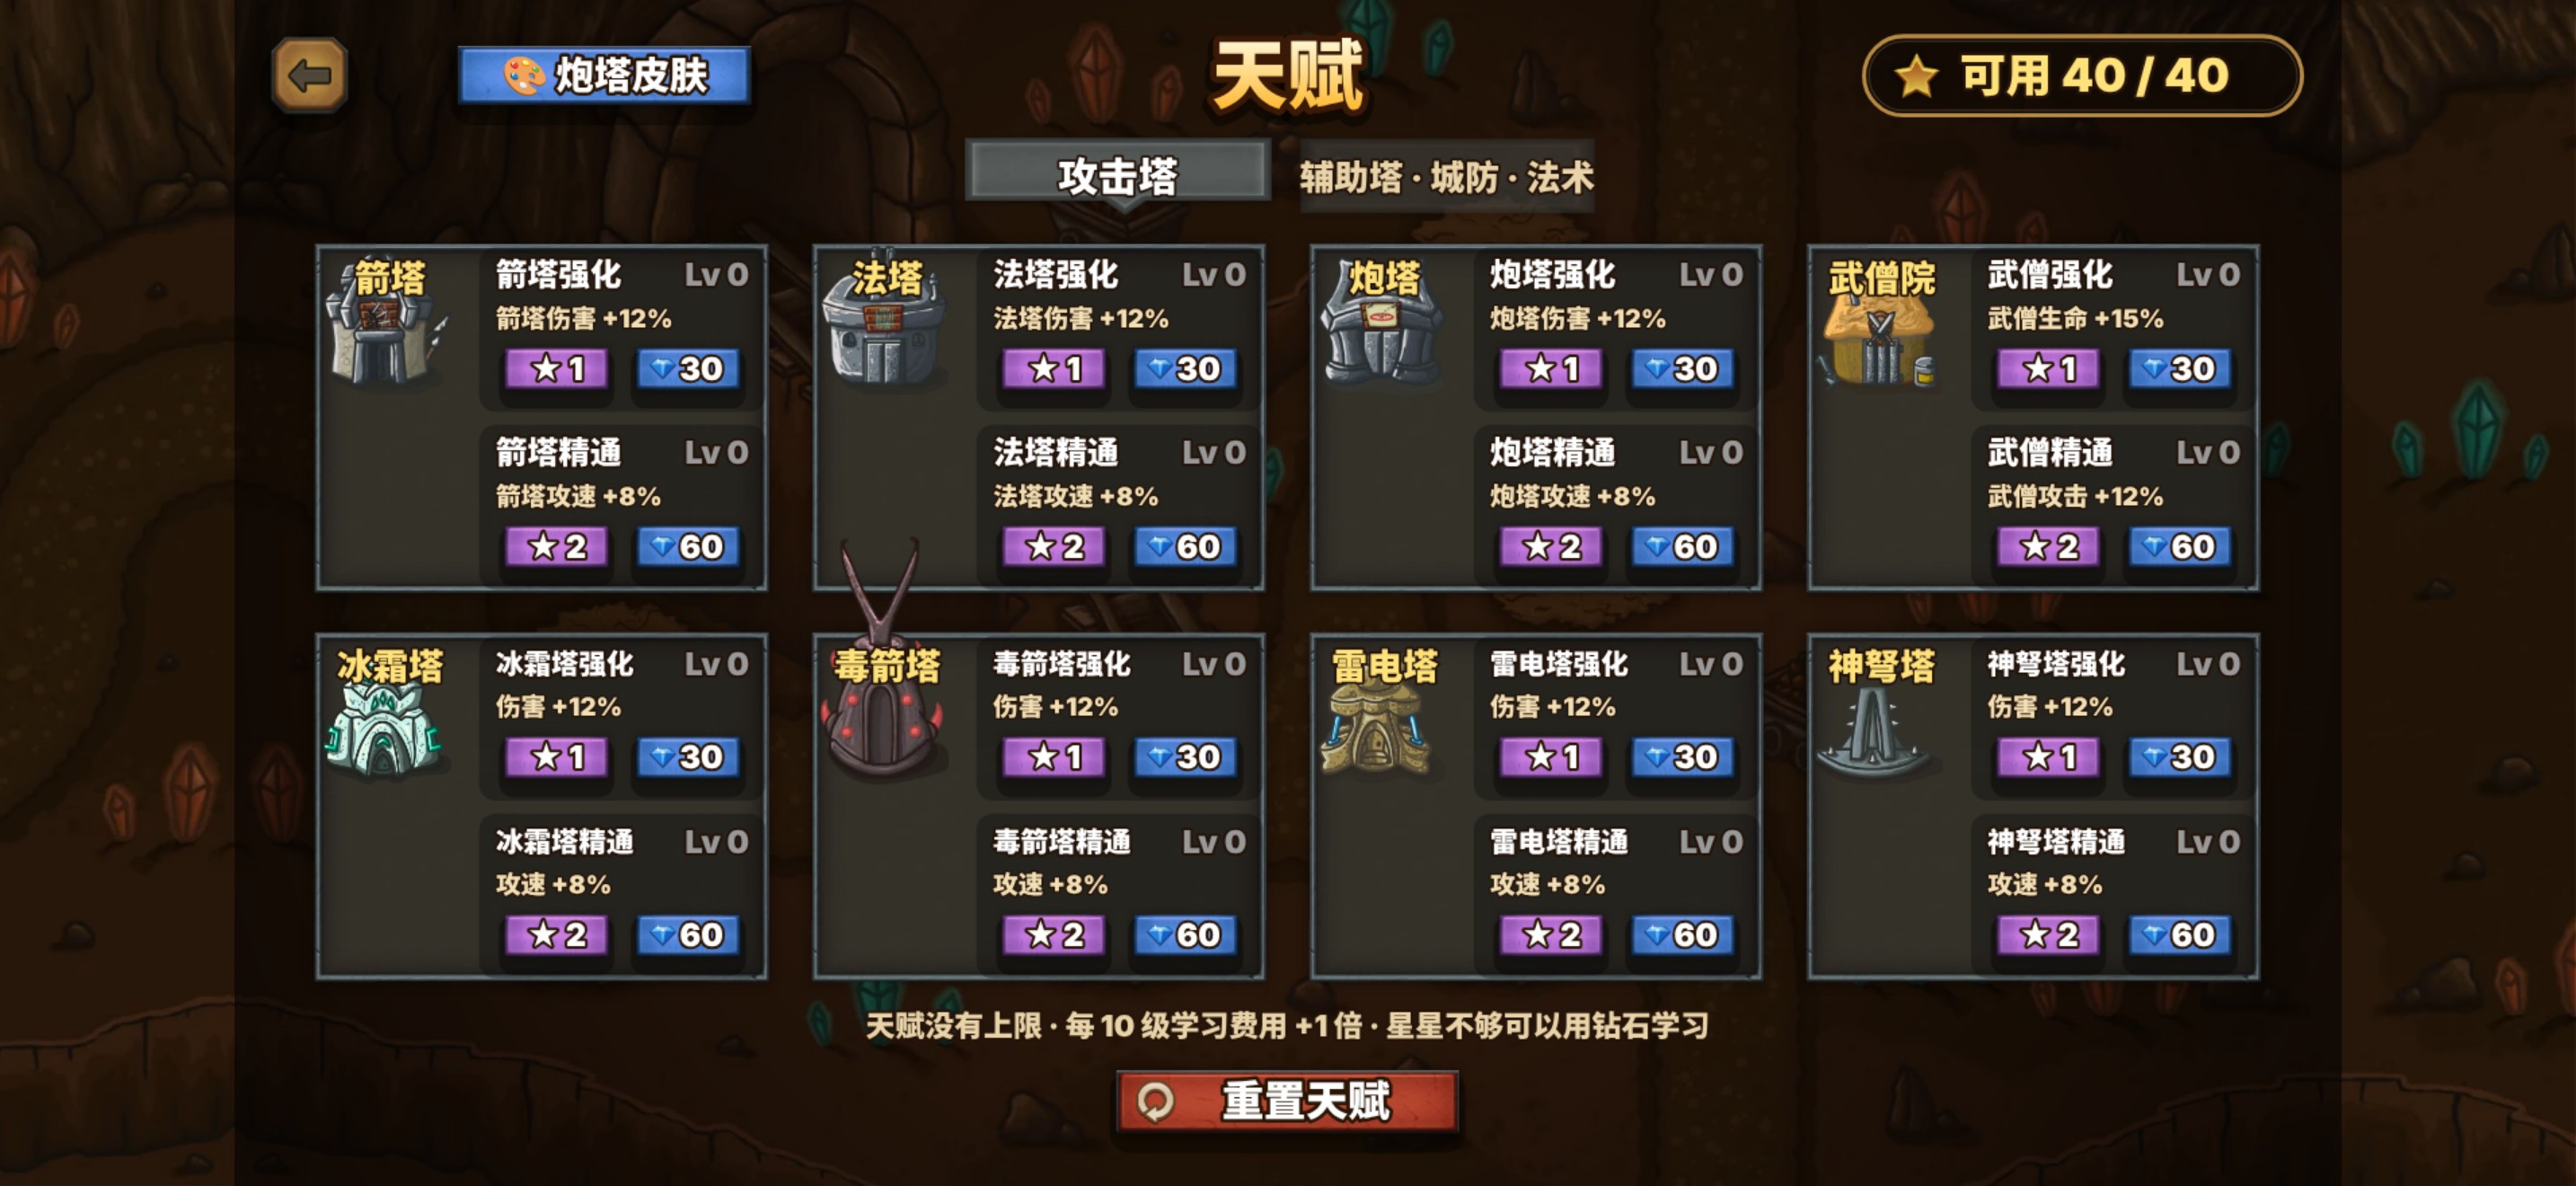 炮塔皮肤
天赋
可用 40 / 40
攻击塔
辅助塔 · 城防 · 法术
箭塔
箭塔强化 Lv 0
箭塔伤害 +12%
★1 30
箭塔精通 Lv 0
箭塔攻速 +8%
★2 60
法塔
法塔强化 Lv 0
法塔伤害 +12%
★1 30
法塔精通 Lv 0
法塔攻速 +8%
★2 60
炮塔
炮塔强化 Lv 0
炮塔伤害 +12%
★1 30
炮塔精通 Lv 0
炮塔攻速 +8%
★2 60
武僧院
武僧强化 Lv 0
武僧生命 +15%
★1 30
武僧精通 Lv 0
武僧攻击 +12%
★2 60
冰霜塔
冰霜塔强化 Lv 0
伤害 +12%
★1 30
冰霜塔精通 Lv 0
攻速 +8%
★2 60
毒箭塔
毒箭塔强化 Lv 0
伤害 +12%
★1 30
毒箭塔精通 Lv 0
攻速 +8%
★2 60
雷电塔
雷电塔强化 Lv 0
伤害 +12%
★1 30
雷电塔精通 Lv 0
攻速 +8%
★2 60
神弩塔
神弩塔强化 Lv 0
伤害 +12%
★1 30
神弩塔精通 Lv 0
攻速 +8%
★2 60
天赋没有上限 · 每 10 级学习费用 +1 倍 · 星星不够可以用钻石学习
重置天赋